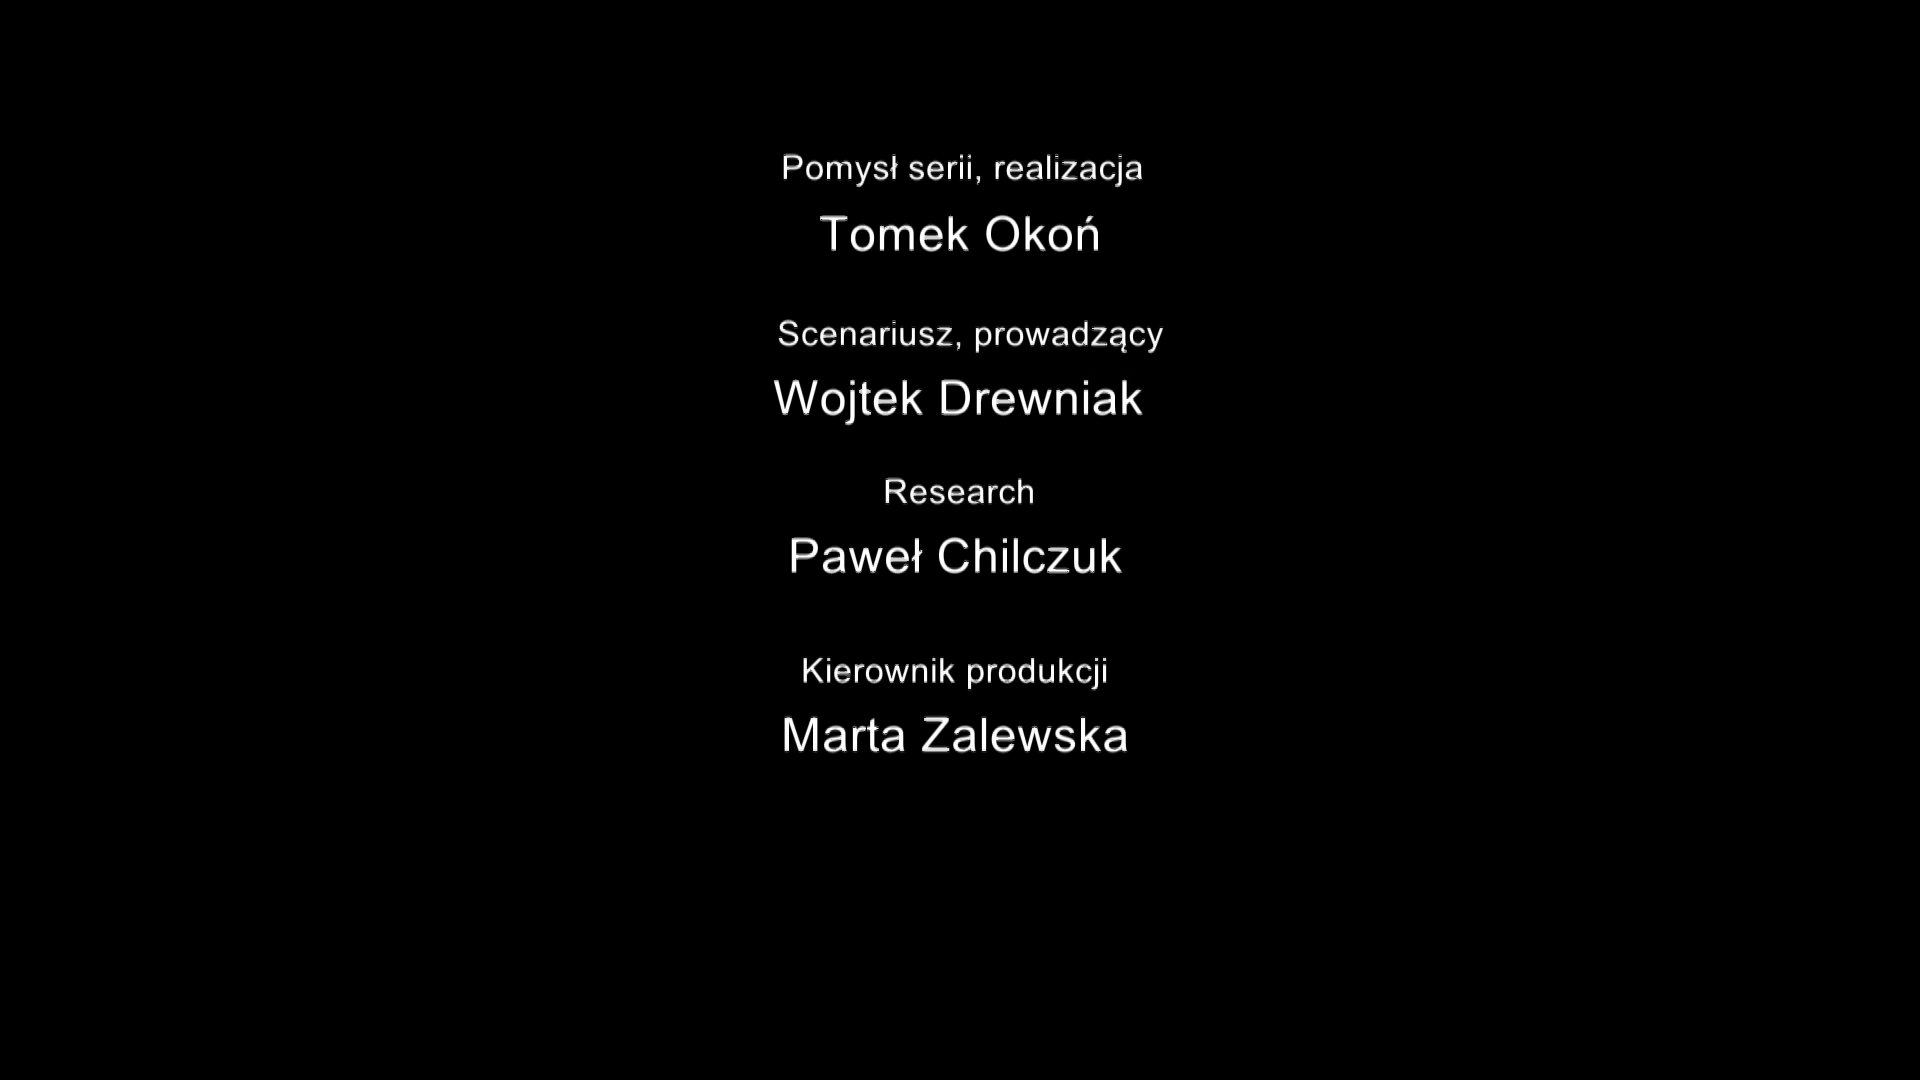 Pomysł serii, realizacja
Tomek Okoń
Scenariusz, prowadzący
Wojtek Drewniak
Research
Paweł Chilczuk
Kierownik produkcji
Marta Zalewska